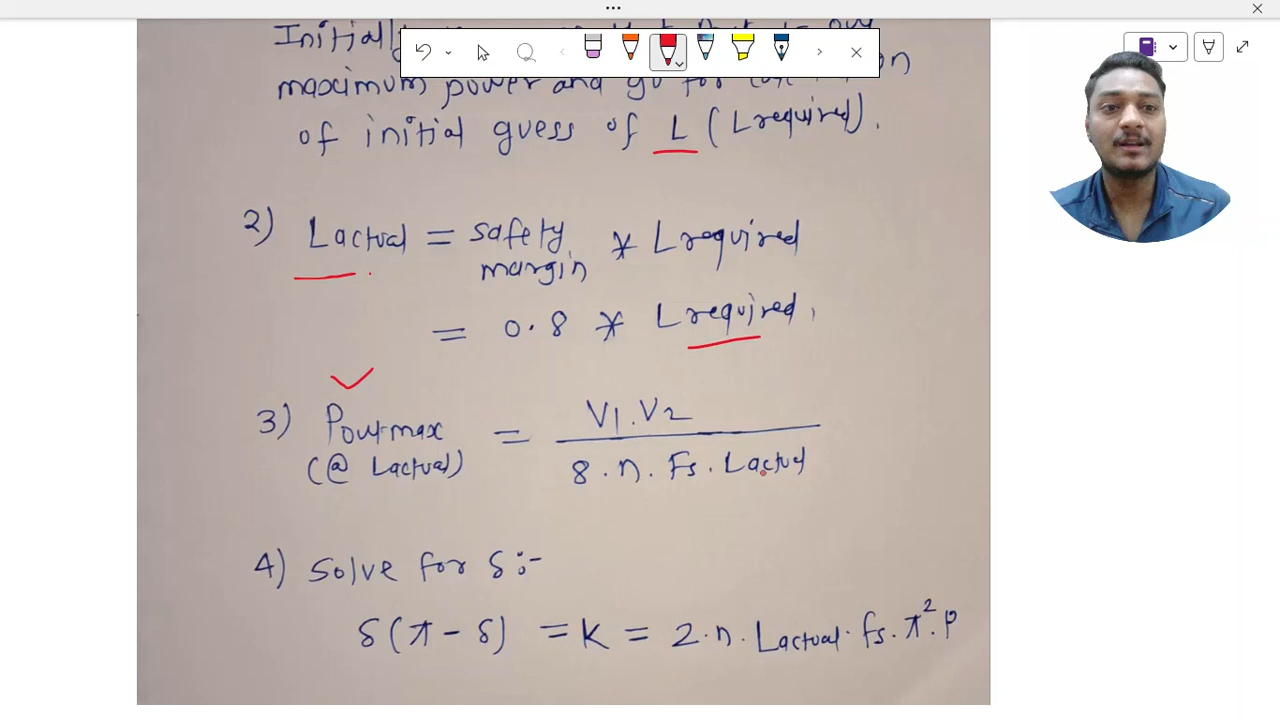 maximum power and go for
of initial guess of L (Lrequired).
2) Lactual = safety margin * Lrequired
= 0.8 * Lrequired
3) Poutmax (@ Lactual) = V1.V2 / 8.n.Fs.Lactual
4) Solve for δ:-
δ(π-δ) = K = 2.n.Lactual.fs.π².P